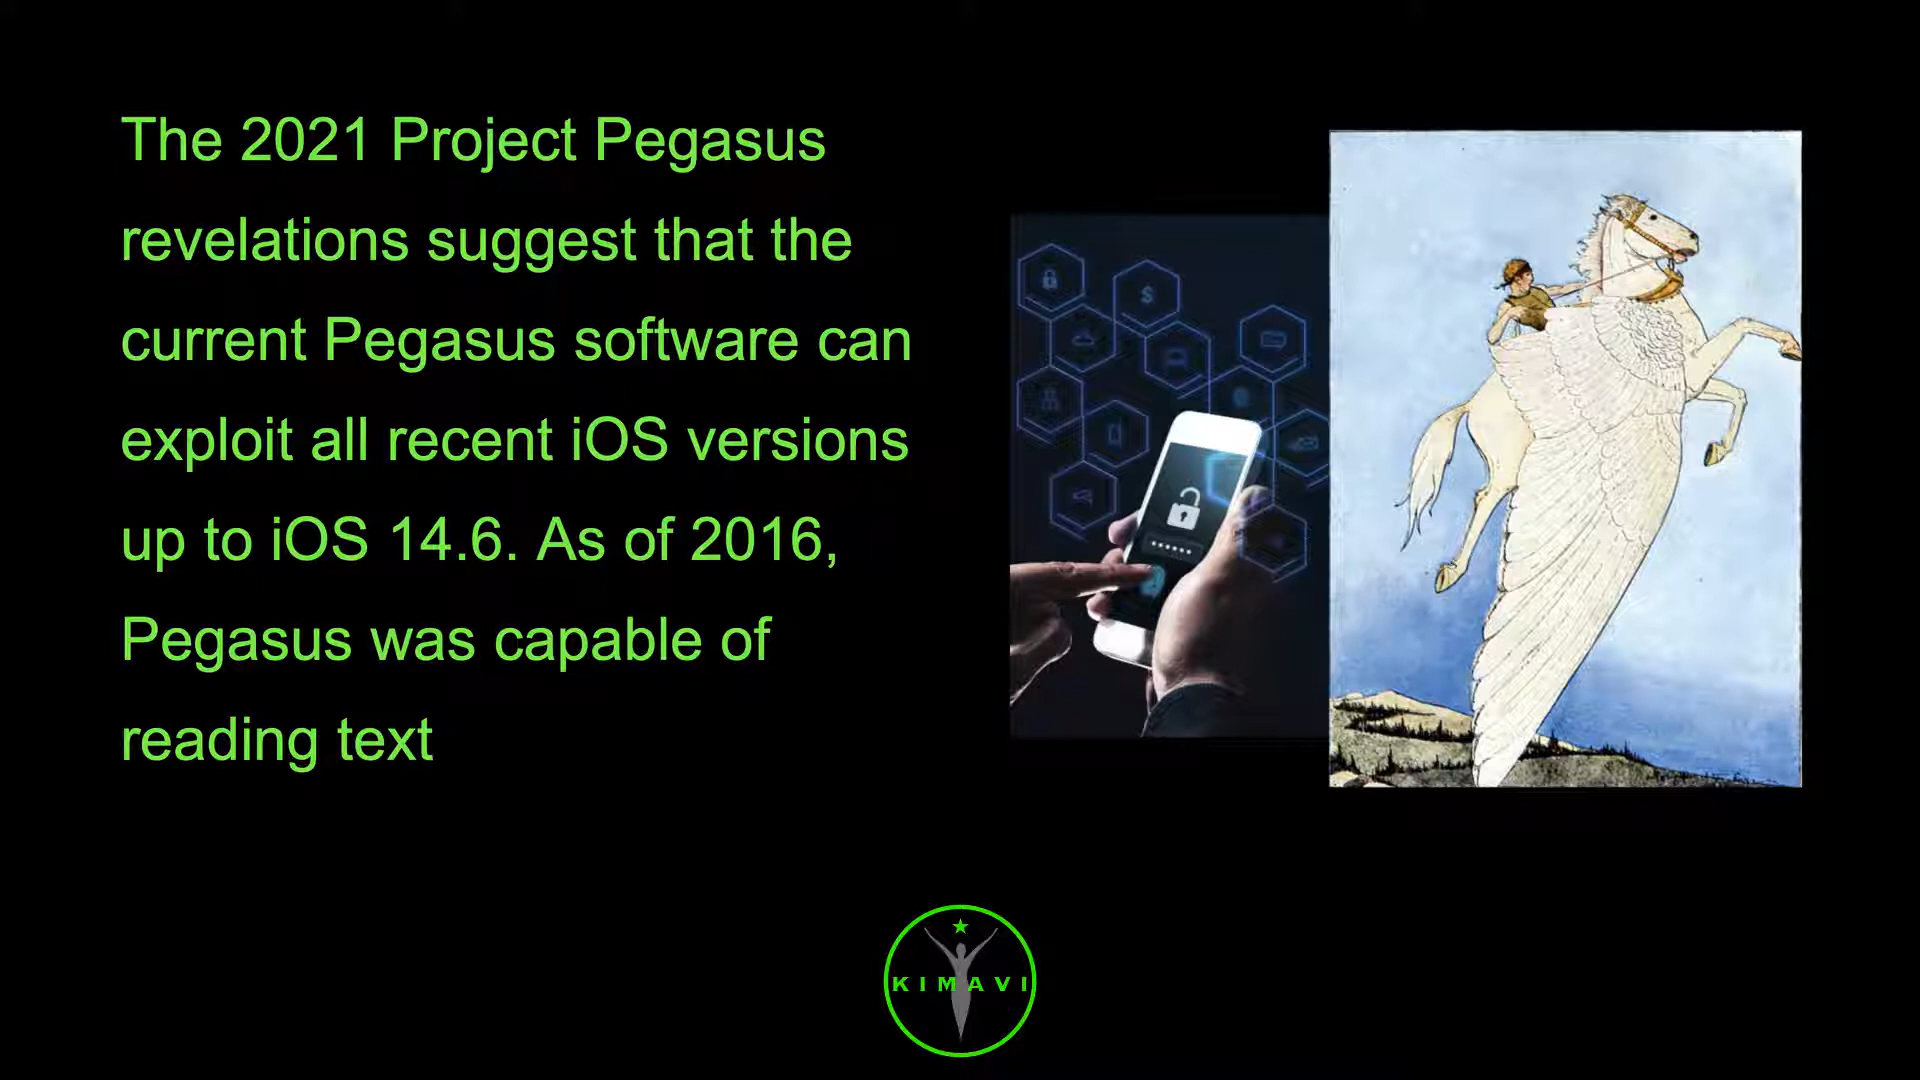 The 2021 Project Pegasus
revelations suggest that the
current Pegasus software can
exploit all recent iOS versions
up to iOS 14.6. As of 2016,
Pegasus was capable of
reading text
KIMAVI